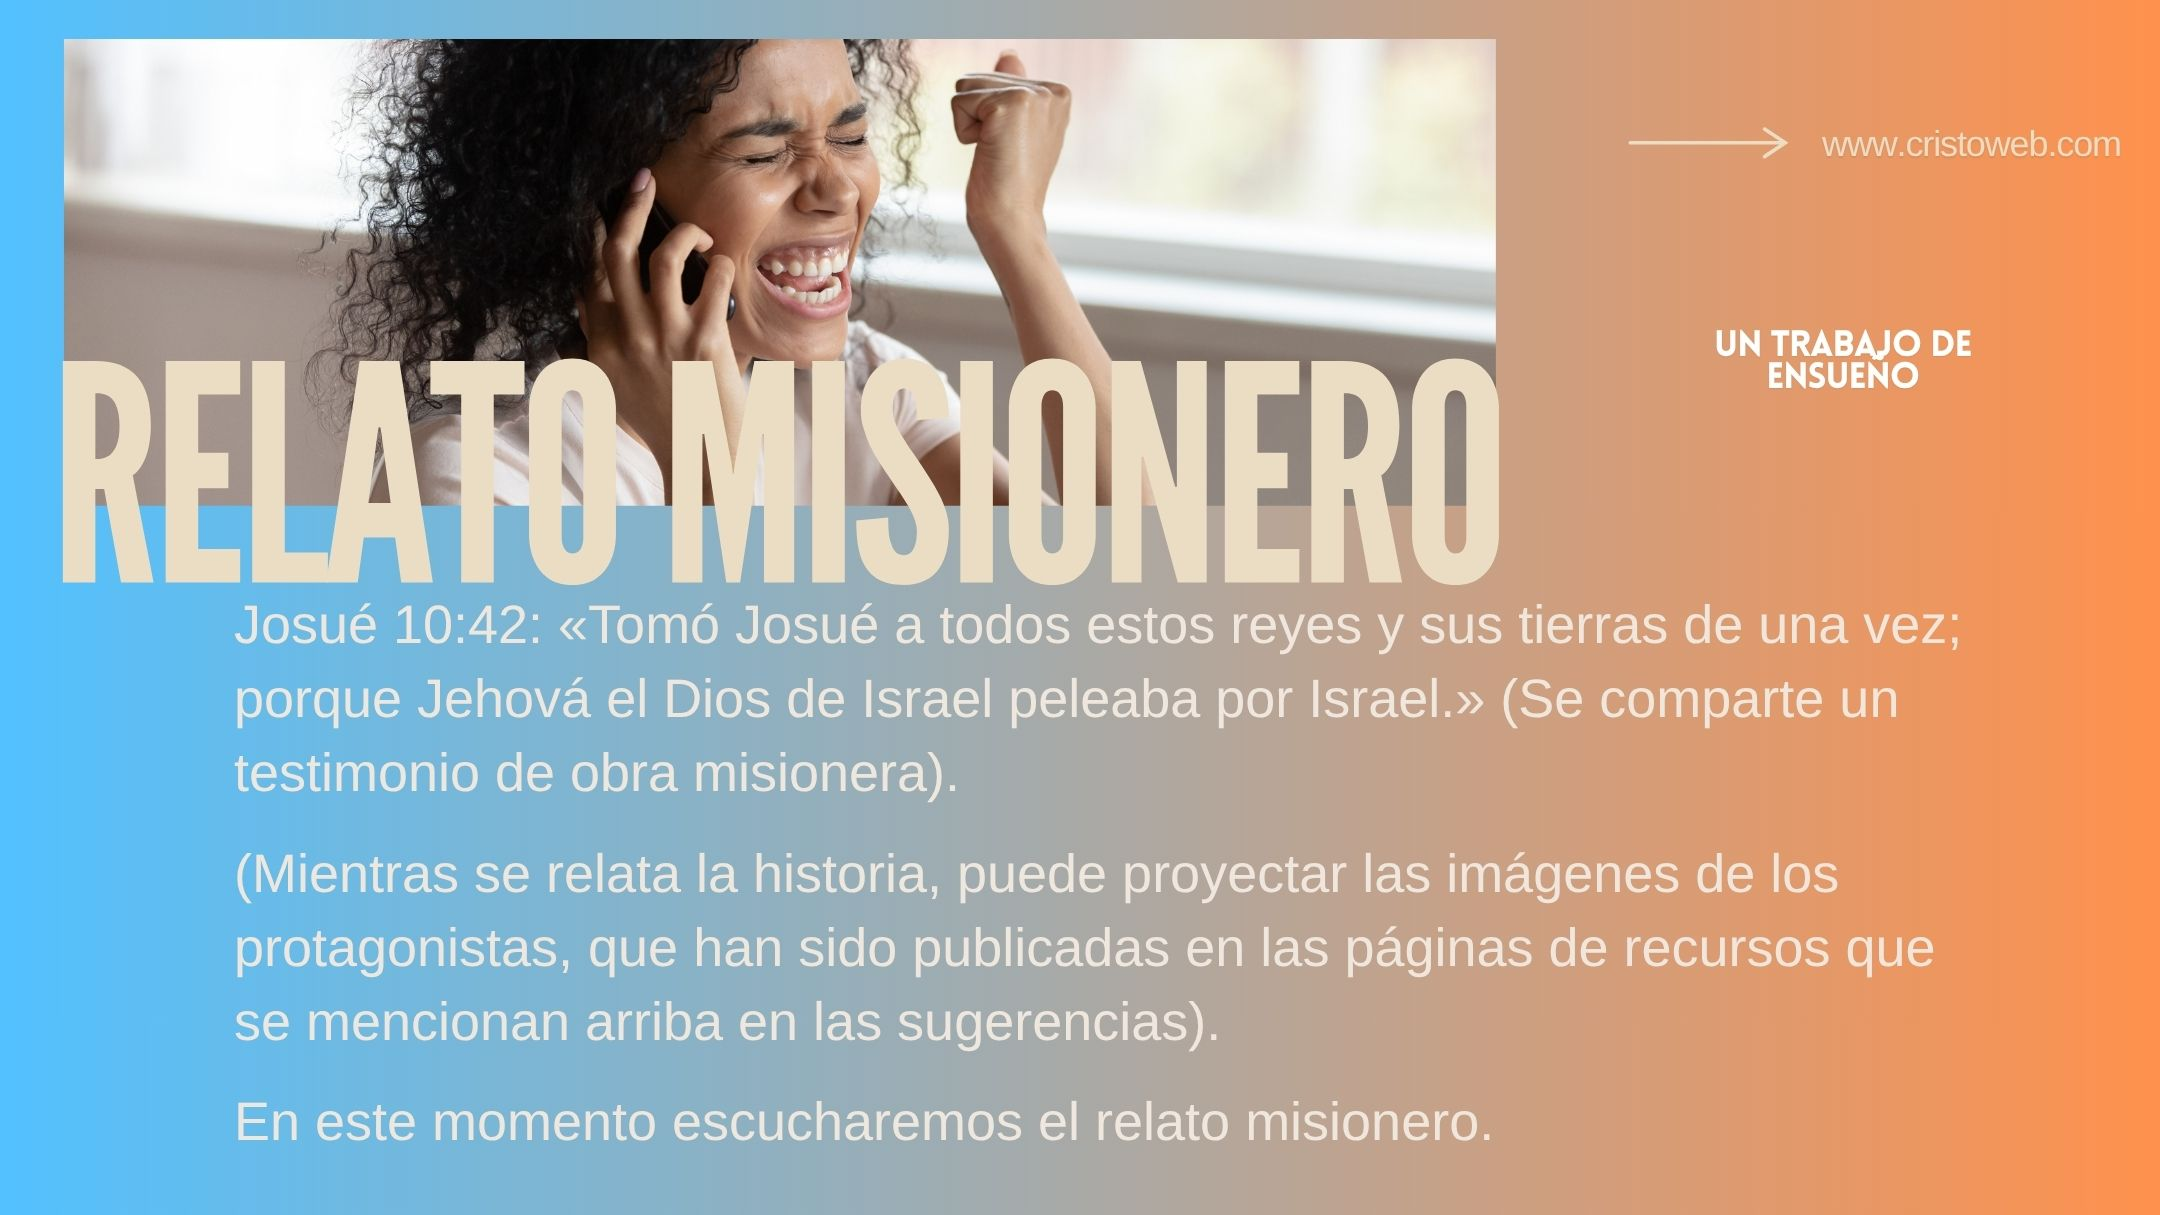 www.cristoweb.com
UN TRABAJO DE
ENSUEÑO
RELATO MISIONERO
Josué 10:42: «Tomó Josué a todos estos reyes y sus tierras de una vez;
porque Jehová el Dios de Israel peleaba por Israel.» (Se comparte un
testimonio de obra misionera).
(Mientras se relata la historia, puede proyectar las imágenes de los
protagonistas, que han sido publicadas en las páginas de recursos que
se mencionan arriba en las sugerencias).
En este momento escucharemos el relato misionero.